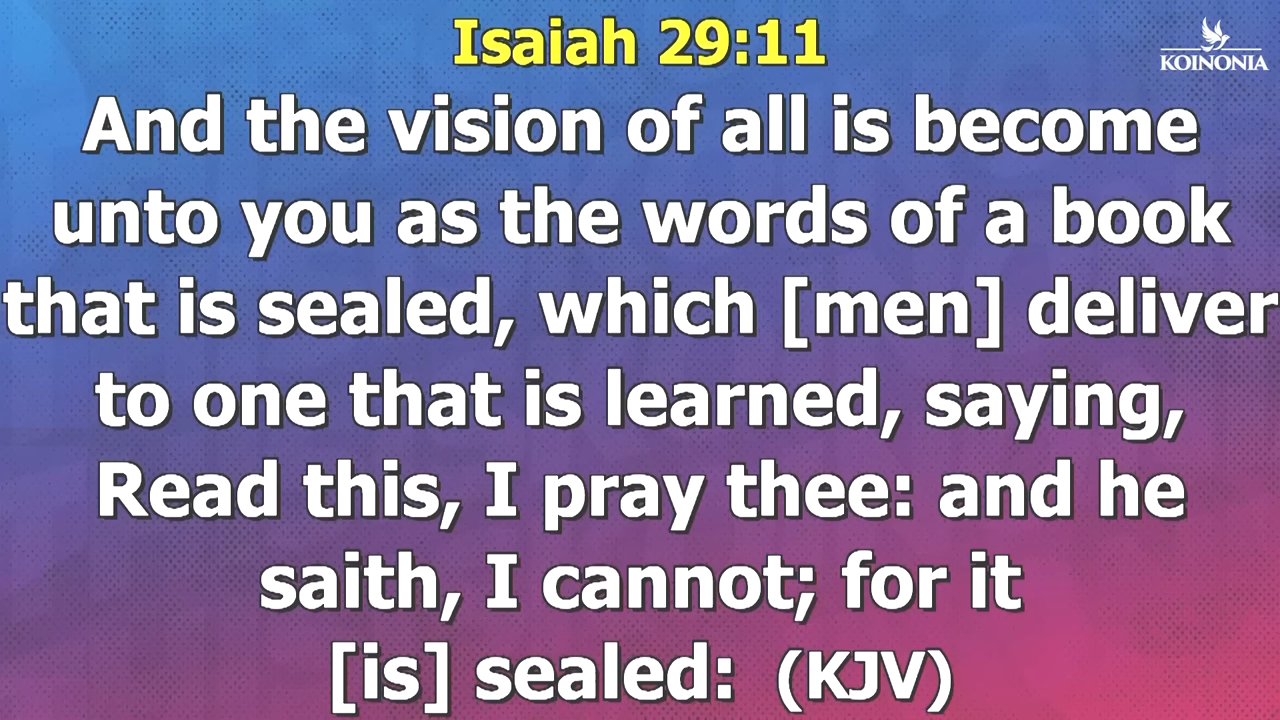 Isaiah 29:11
KOINONIA
And the vision of all is become
unto you as the words of a book
that is sealed, which [men] deliver
to one that is learned, saying,
Read this, I pray thee: and he
saith, I cannot; for it
[is] sealed: (KJV)